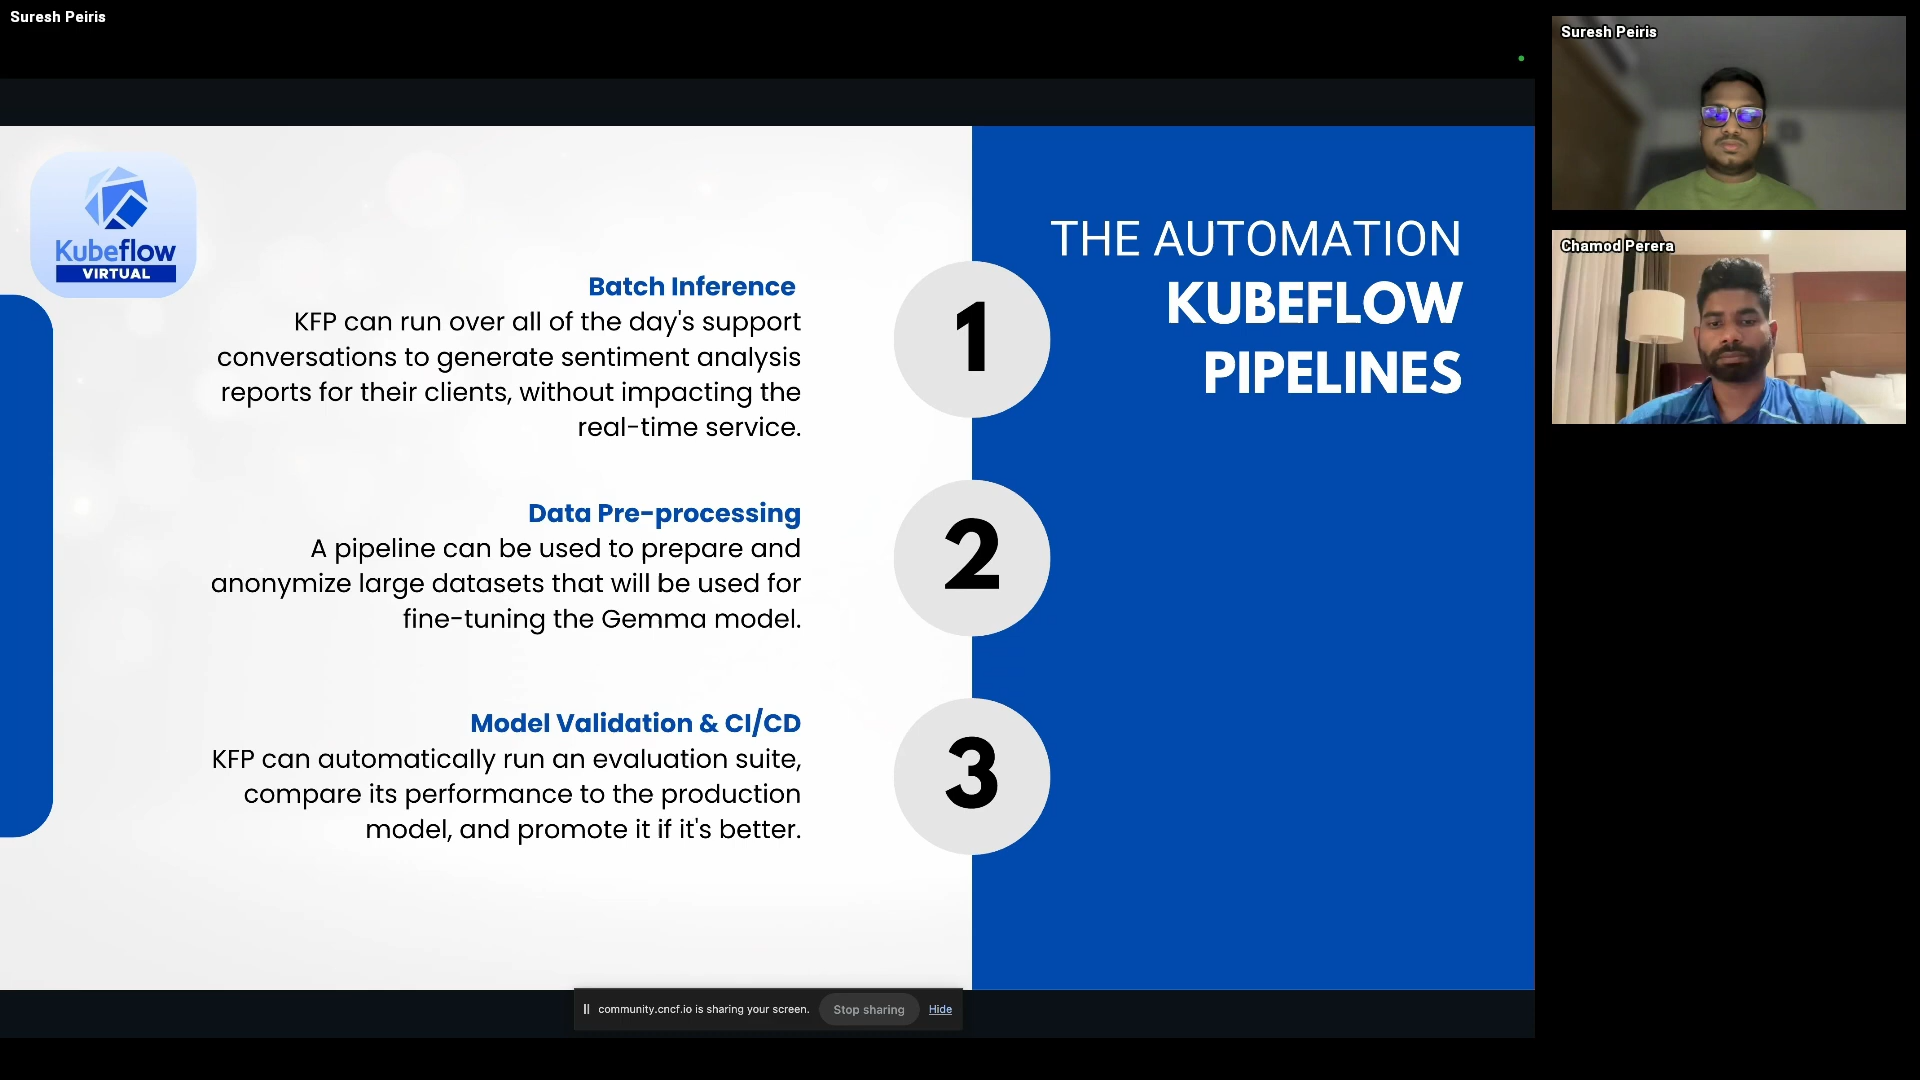 Suresh Peiris
Kubeflow
VIRTUAL
THE AUTOMATION
KUBEFLOW
PIPELINES
1
Batch Inference
KFP can run over all of the day's support
conversations to generate sentiment analysis
reports for their clients, without impacting the
real-time service.
2
Data Pre-processing
A pipeline can be used to prepare and
anonymize large datasets that will be used for
fine-tuning the Gemma model.
3
Model Validation & CI/CD
KFP can automatically run an evaluation suite,
compare its performance to the production
model, and promote it if it's better.
community.cncf.io is sharing your screen. Stop sharing Hide
Suresh Peiris
Chamod Perera